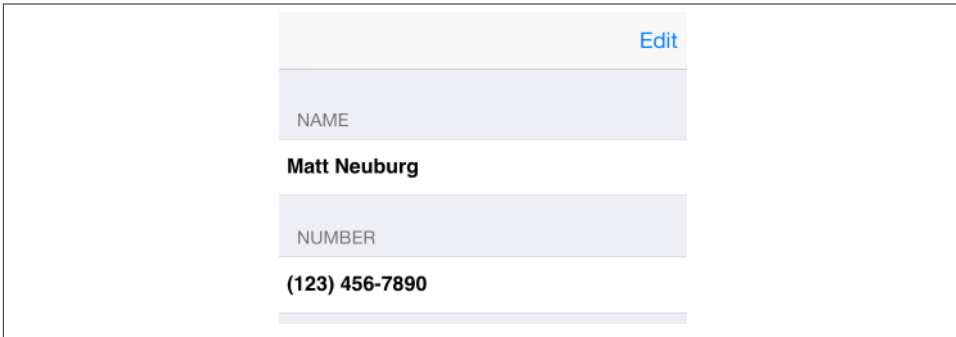 Edit
NAME
Matt Neuburg
NUMBER
(123) 456-7890